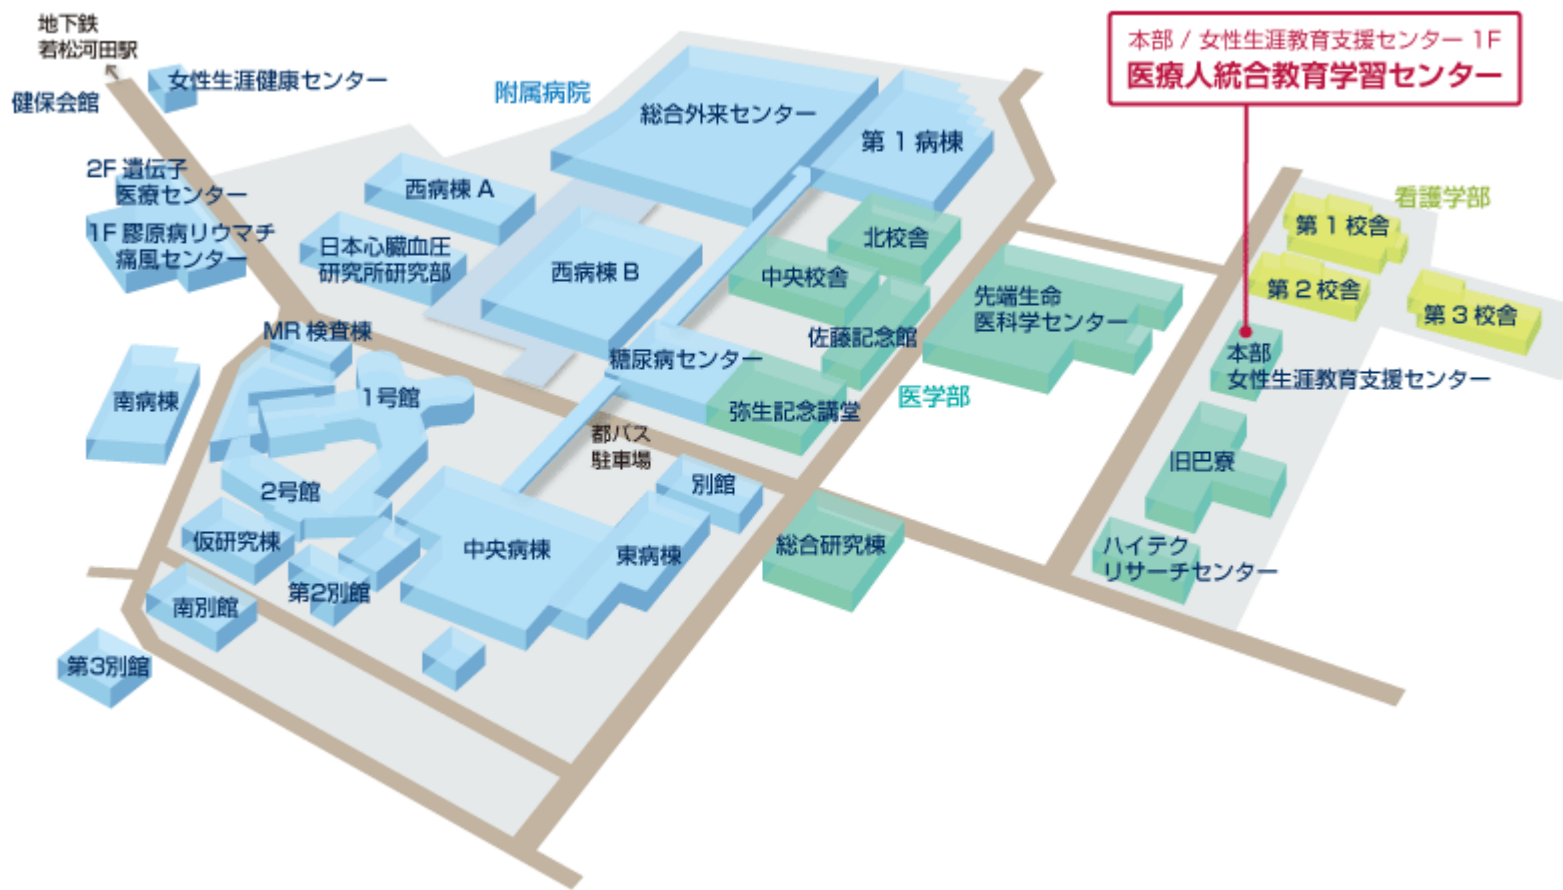 地下鉄
若松河田駅
健保会館
女性生涯健康センター
附属病院
総合外来センター
第1病棟
本部 / 女性生涯教育支援センター 1F
医療人統合教育学習センター
2F 遺伝子
医療センター
1F 膠原病リウマチ
痛風センター
西病棟 A
日本心臓血圧
研究所研究部
西病棟 B
北校舎
中央校舎
佐藤記念館
先端生命
医科学センター
看護学部
第1校舎
第2校舎
第3校舎
MR 検査棟
糖尿病センター
本部
女性生涯教育支援センター
南病棟
1号館
弥生記念講堂
医学部
都バス
駐車場
旧巴寮
2号館
別館
仮研究棟
中央病棟
東病棟
総合研究棟
ハイテク
リサーチセンター
第2別館
南別館
第3別館